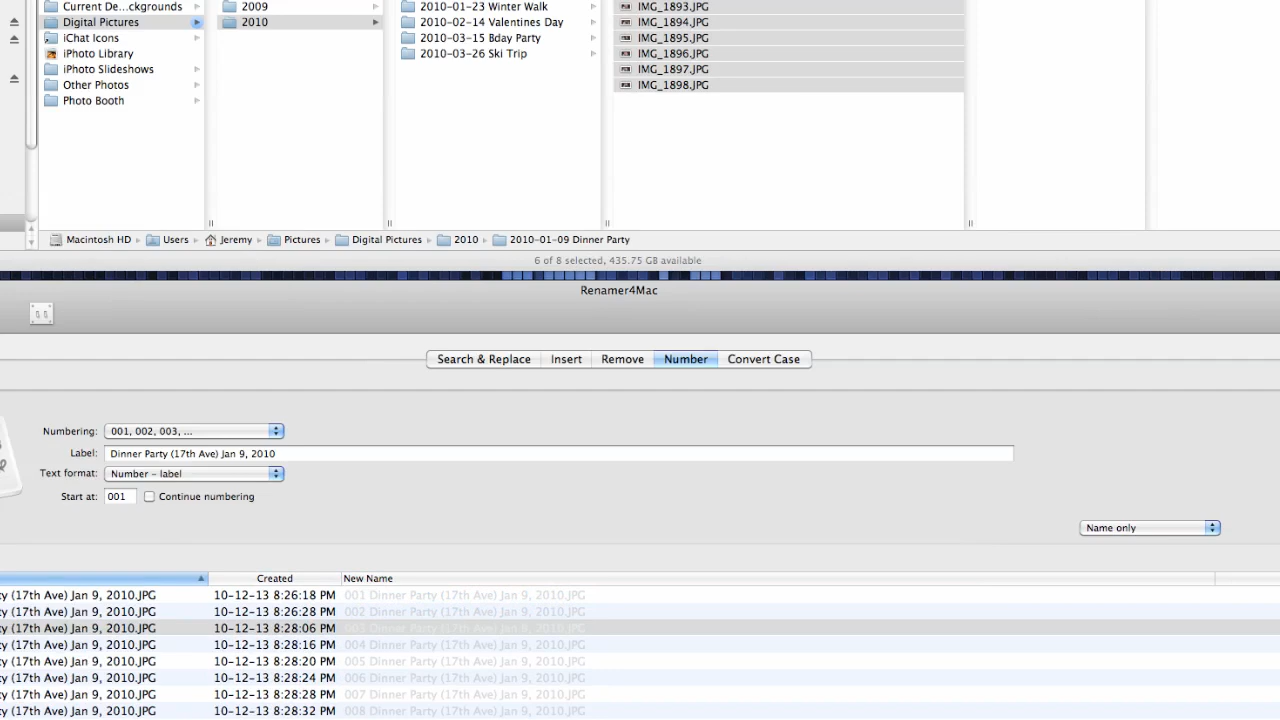 Current De...ckgrounds 2009 2010-01-23 Winter Walk IMG_1893.JPG
Digital Pictures 2010 2010-02-14 Valentines Day IMG_1894.JPG
iChat Icons 2010-03-15 Bday Party IMG_1895.JPG
iPhoto Library 2010-03-26 Ski Trip IMG_1896.JPG
iPhoto Slideshows IMG_1897.JPG
Other Photos IMG_1898.JPG
Photo Booth
Macintosh HD Users Jeremy Pictures Digital Pictures 2010 2010-01-09 Dinner Party
6 of 8 selected, 435.75 GB available
Renamer4Mac
Search & Replace Insert Remove Number Convert Case
Numbering: 001, 002, 003, ...
Label: Dinner Party (17th Ave) Jan 9, 2010
Text format: Number - label
Start at: 001 Continue numbering
Name only
Created New Name
(17th Ave) Jan 9, 2010.JPG 10-12-13 8:26:18 PM 001 Dinner Party (17th Ave) Jan 9, 2010.JPG
(17th Ave) Jan 9, 2010.JPG 10-12-13 8:26:28 PM 002 Dinner Party (17th Ave) Jan 9, 2010.JPG
(17th Ave) Jan 9, 2010.JPG 10-12-13 8:28:06 PM 003 Dinner Party (17th Ave) Jan 9, 2010.JPG
(17th Ave) Jan 9, 2010.JPG 10-12-13 8:28:16 PM 004 Dinner Party (17th Ave) Jan 9, 2010.JPG
(17th Ave) Jan 9, 2010.JPG 10-12-13 8:28:20 PM 005 Dinner Party (17th Ave) Jan 9, 2010.JPG
(17th Ave) Jan 9, 2010.JPG 10-12-13 8:28:24 PM 006 Dinner Party (17th Ave) Jan 9, 2010.JPG
(17th Ave) Jan 9, 2010.JPG 10-12-13 8:28:28 PM 007 Dinner Party (17th Ave) Jan 9, 2010.JPG
(17th Ave) Jan 9, 2010.JPG 10-12-13 8:28:32 PM 008 Dinner Party (17th Ave) Jan 9, 2010.JPG